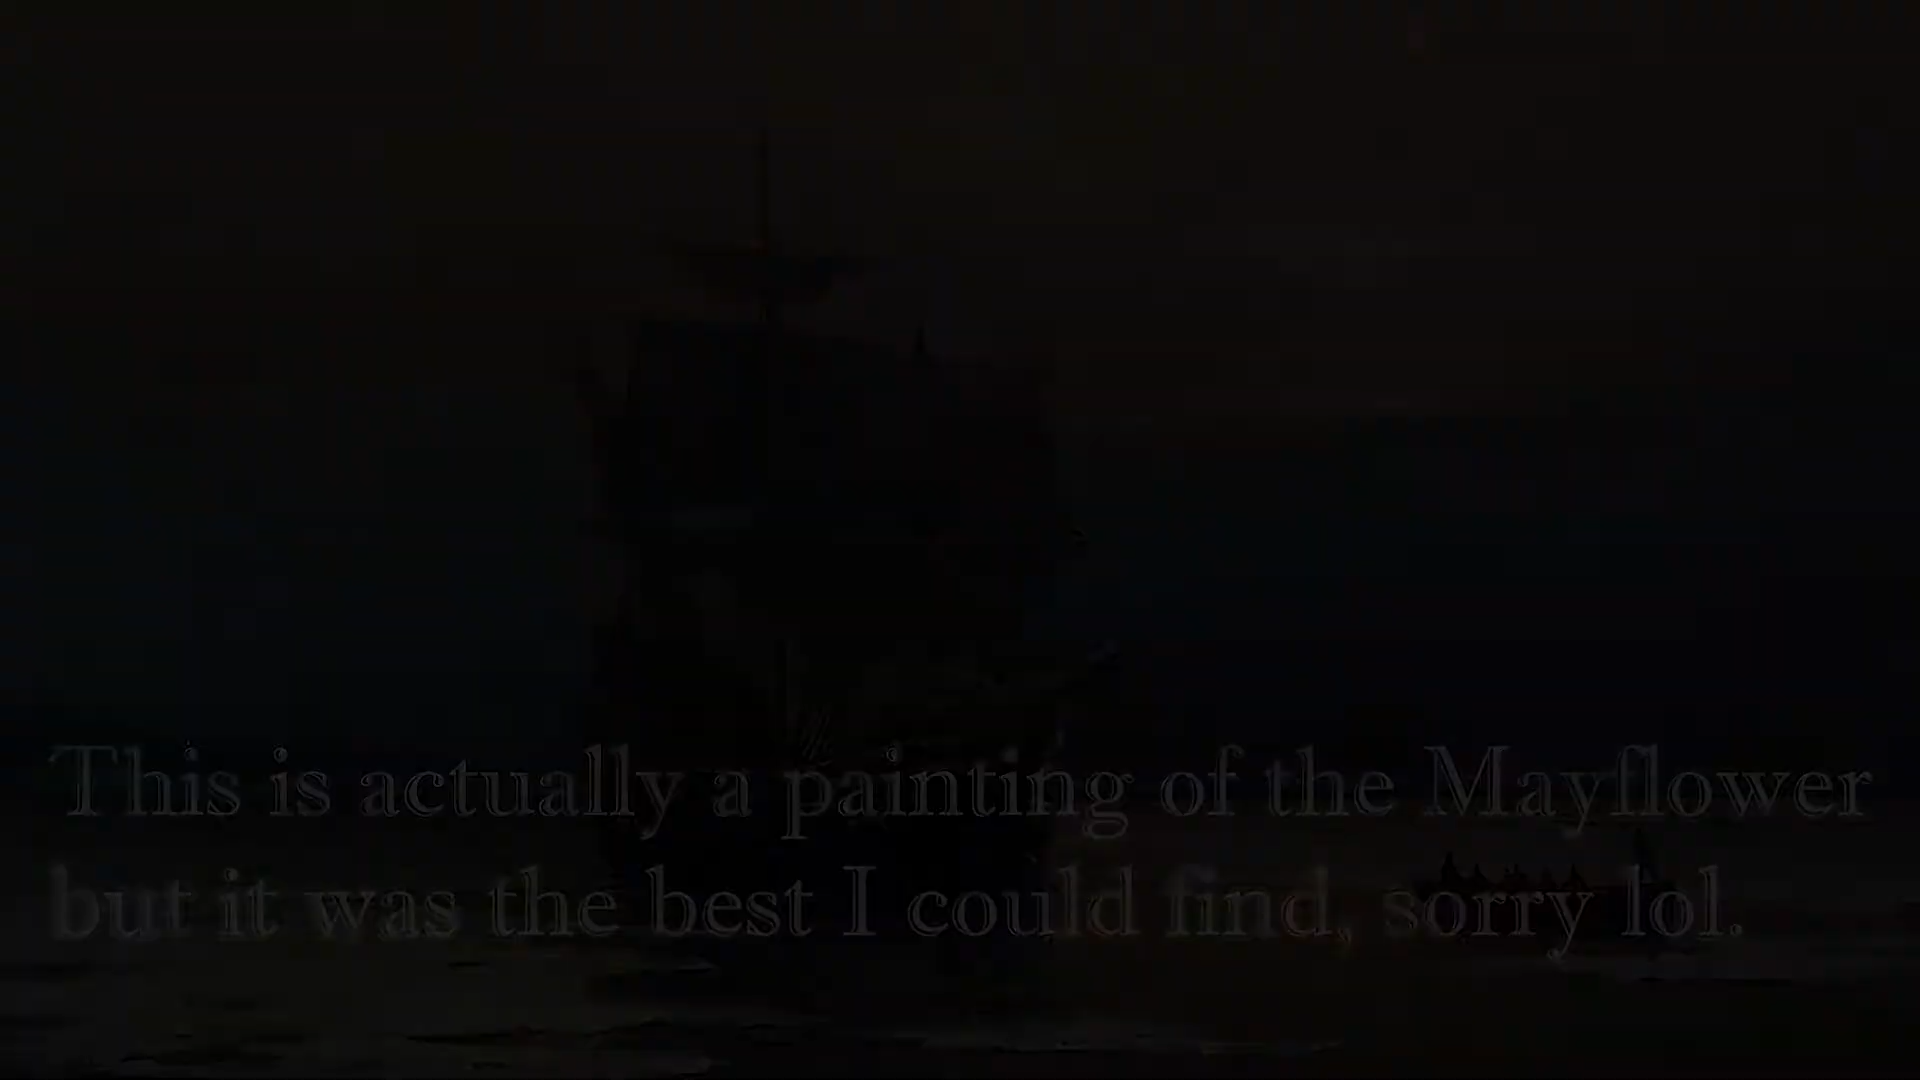 This is actually a painting of the Mayflower
but it was the best I could find, sorry lol.